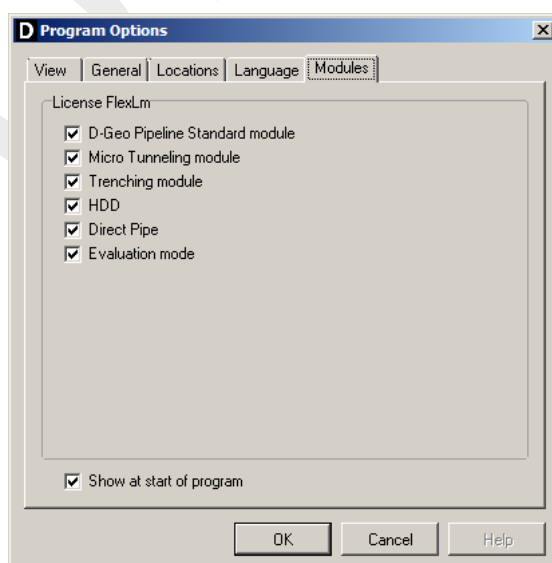 D Program Options
View General Locations Language Modules
License FlexLm
D-Geo Pipeline Standard module
Micro Tunneling module
Trenching module
HDD
Direct Pipe
Evaluation mode
Show at start of program
OK Cancel Help